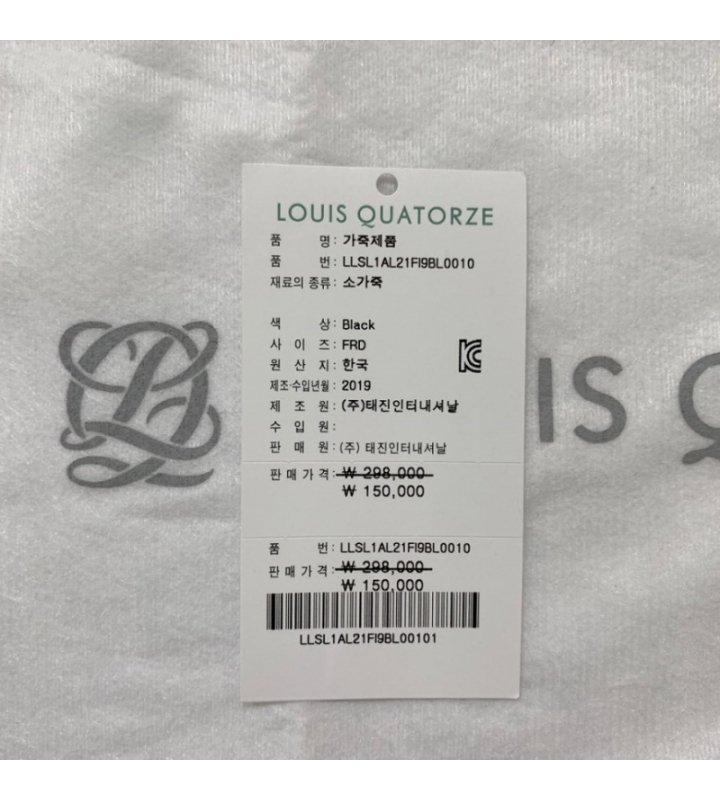 LOUIS QUATORZE
품 명 : 가죽제품
품 번 : LLSL1AL21FI9BL0010
재료의 종류 : 소가죽
색 상 : Black
사 이 즈 : FRD
원 산 지 : 한국
제조·수입년월 : 2019
제 조 원 : (주)태진인터내셔날
수 입 원 :
판 매 원 : (주) 태진인터내셔날
판 매 가 격 : ₩ 298,000
₩ 150,000
품 번 : LLSL1AL21FI9BL0010
판 매 가 격 : ₩ 298,000
₩ 150,000
LLSL1AL21FI9BL00101
IS Q